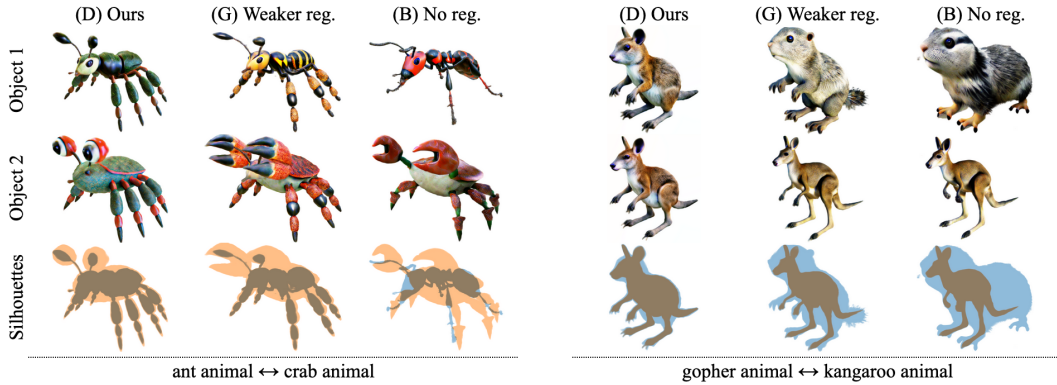 (D) Ours (G) Weaker reg. (B) No reg. (D) Ours (G) Weaker reg. (B) No reg.
Object 1
Object 2
Silhouettes
ant animal ↔ crab animal
gopher animal ↔ kangaroo animal